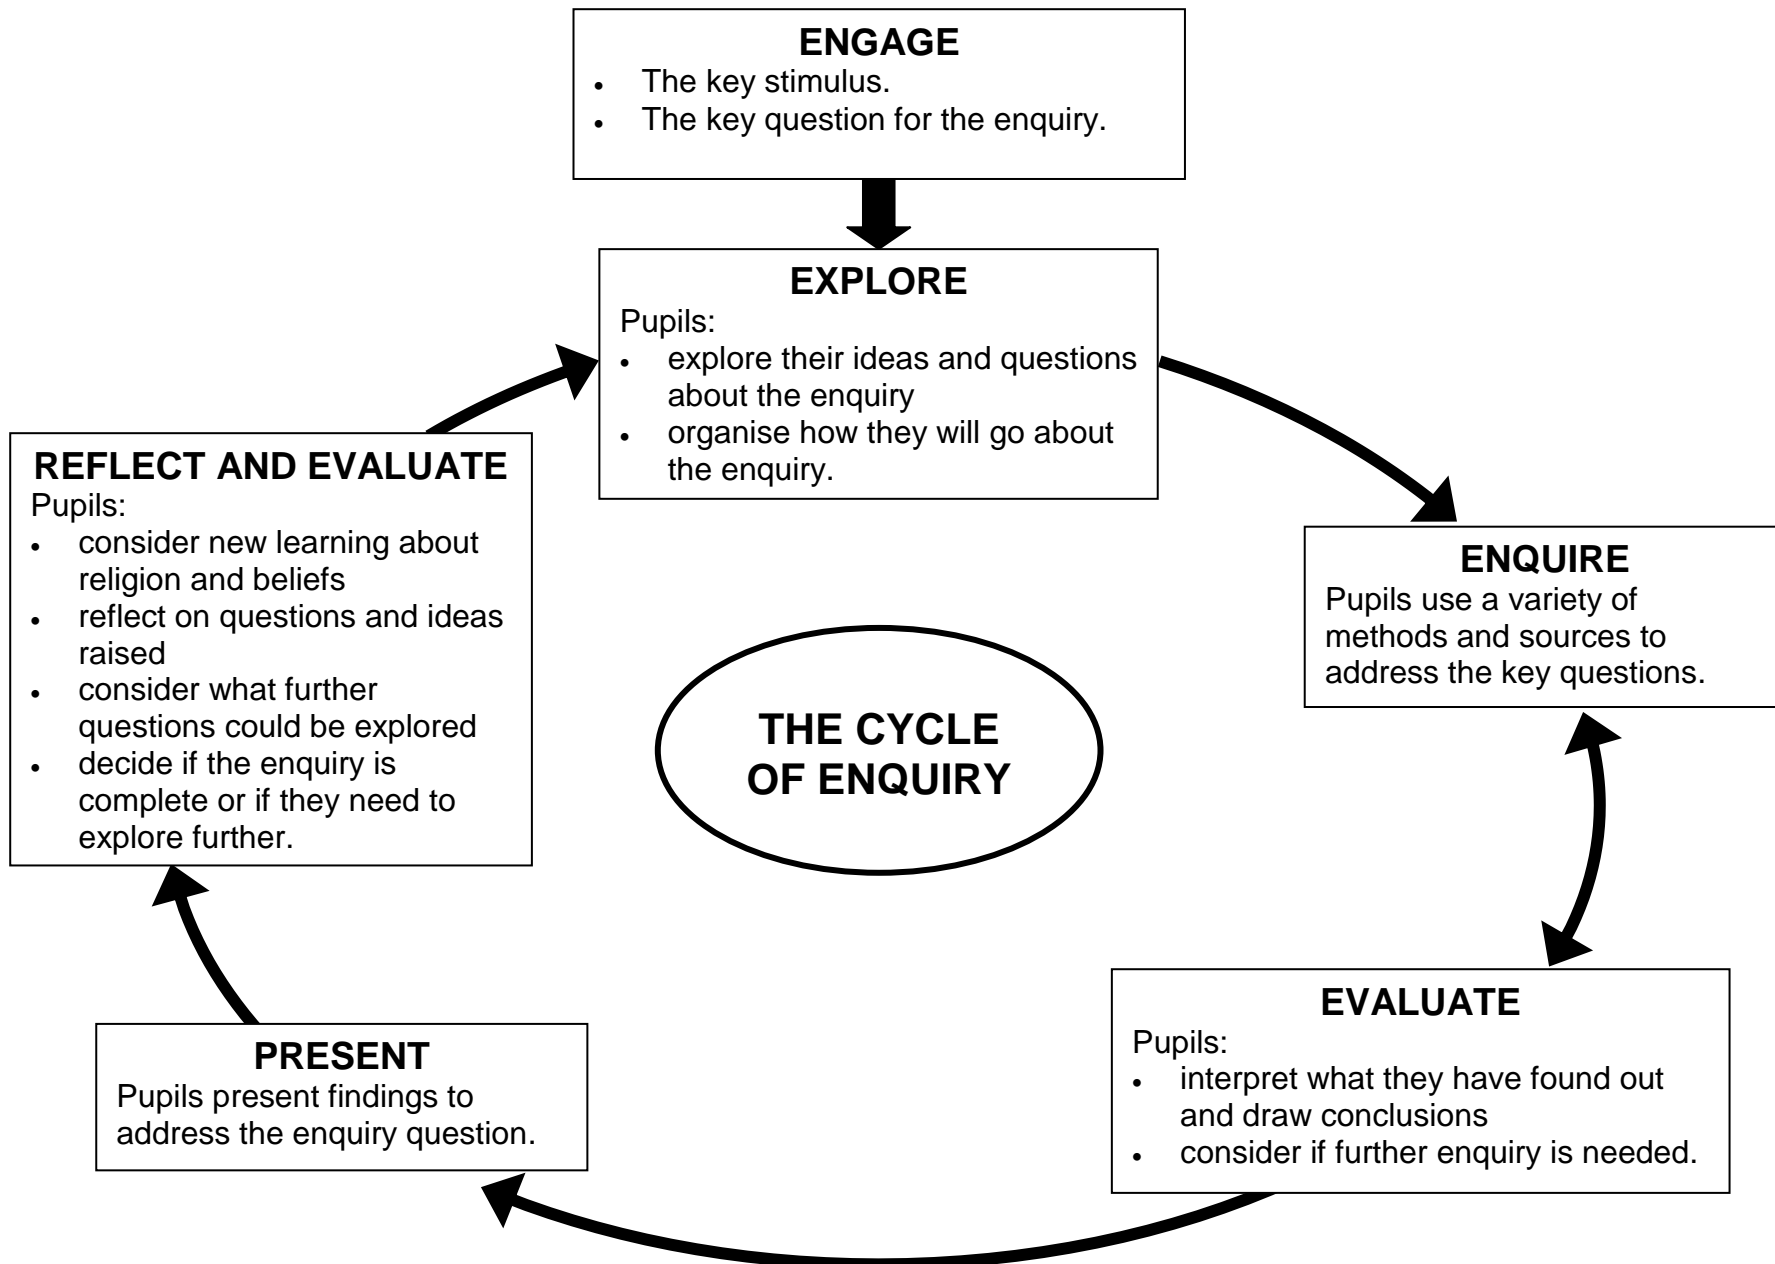 ENGAGE
• The key stimulus.
• The key question for the enquiry.
EXPLORE
Pupils:
• explore their ideas and questions
about the enquiry
• organise how they will go about
the enquiry.
ENQUIRE
Pupils use a variety of
methods and sources to
address the key questions.
EVALUATE
Pupils:
• interpret what they have found out
and draw conclusions
• consider if further enquiry is needed.
PRESENT
Pupils present findings to
address the enquiry question.
REFLECT AND EVALUATE
Pupils:
• consider new learning about
religion and beliefs
• reflect on questions and ideas
raised
• consider what further
questions could be explored
• decide if the enquiry is
complete or if they need to
explore further.
THE CYCLE
OF ENQUIRY